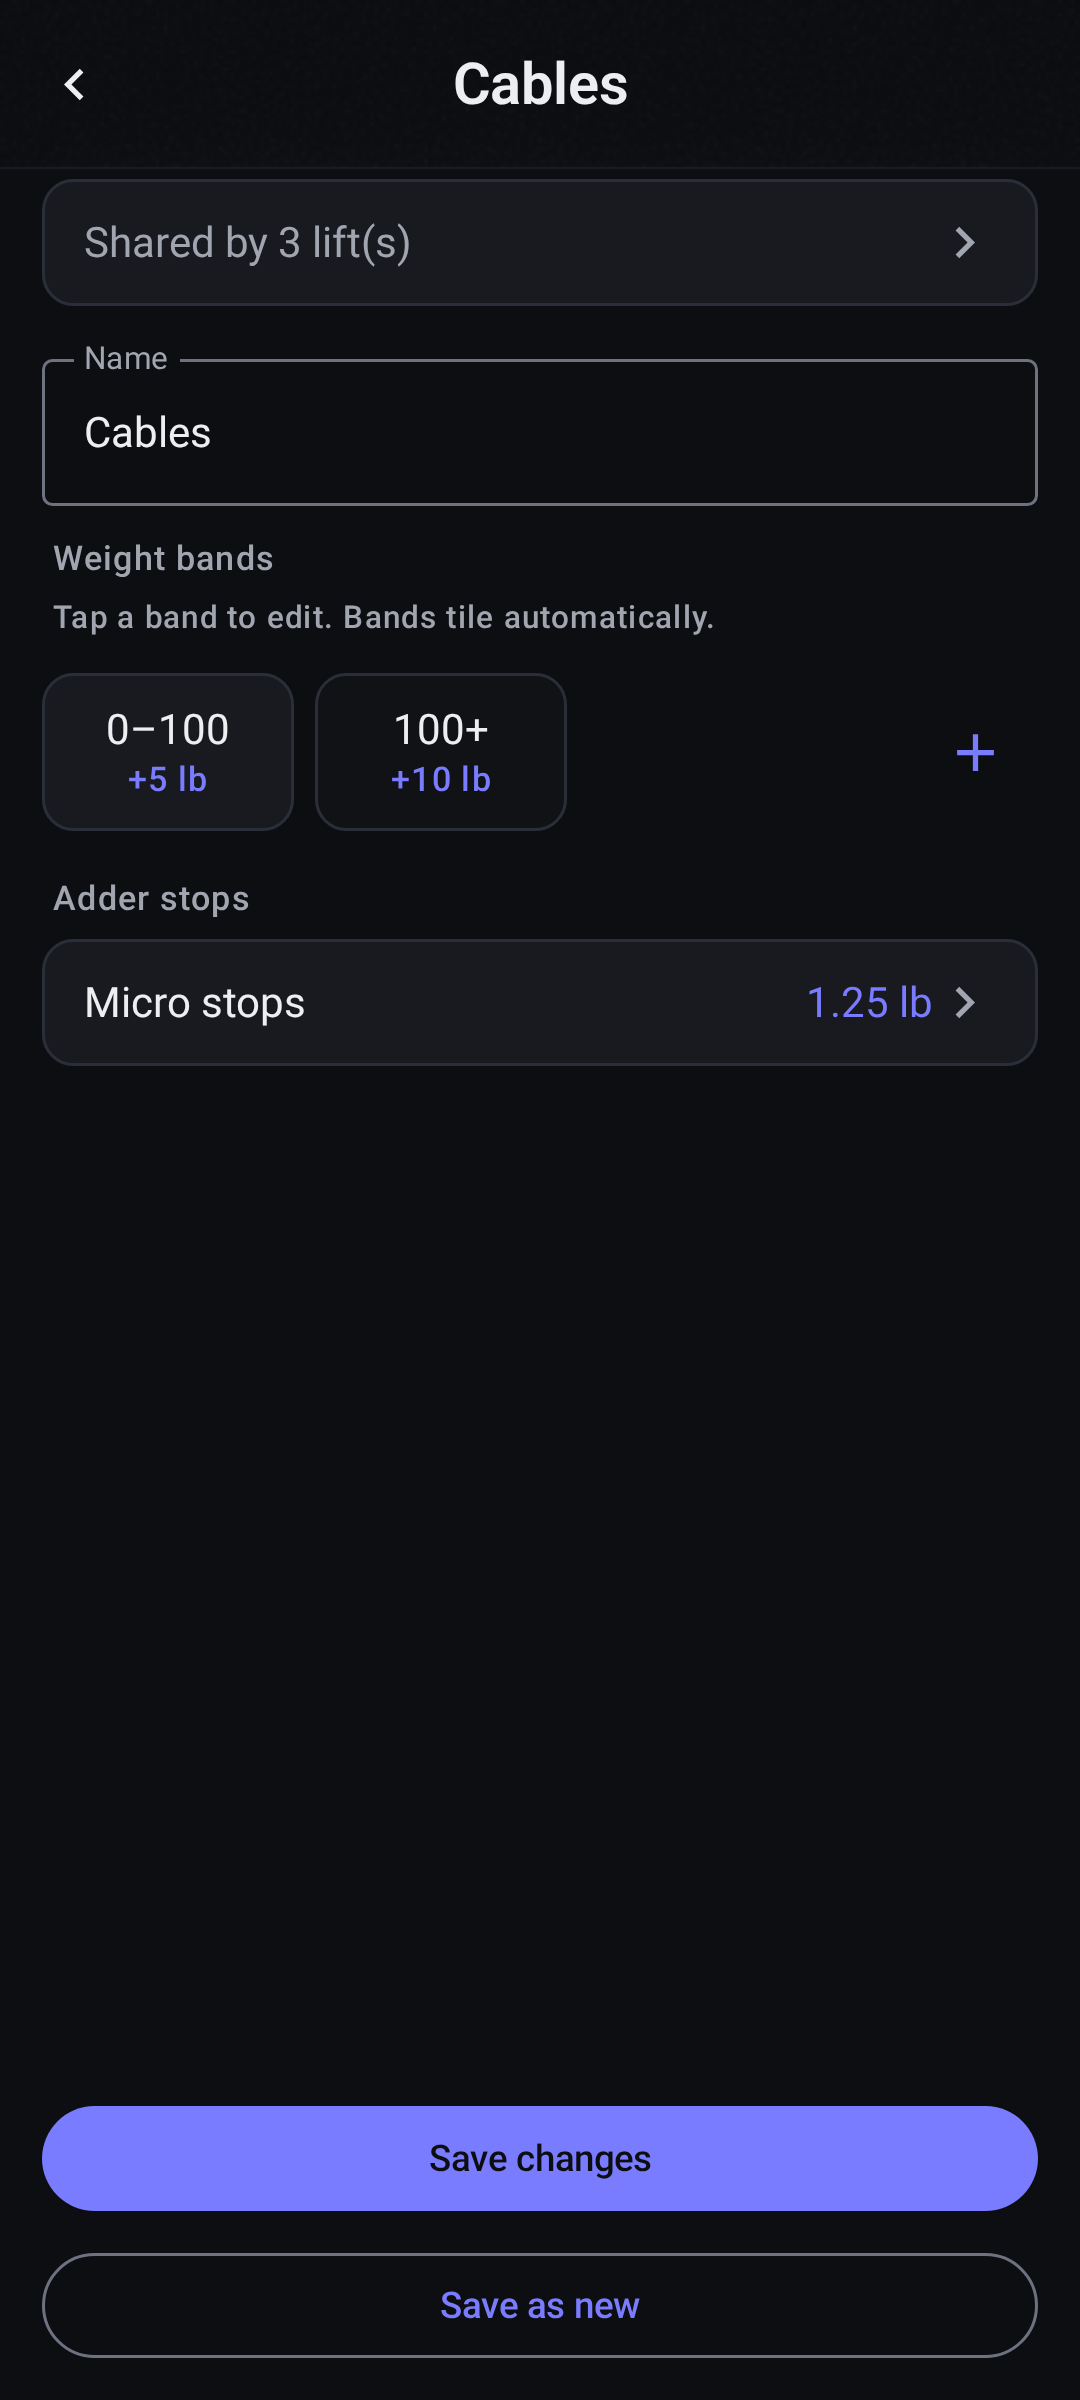 Cables
Shared by 3 lift(s)
Name
Cables
Weight bands
Tap a band to edit. Bands tile automatically.
0–100
+5 lb
100+
+10 lb
Adder stops
Micro stops
1.25 lb
Save changes
Save as new